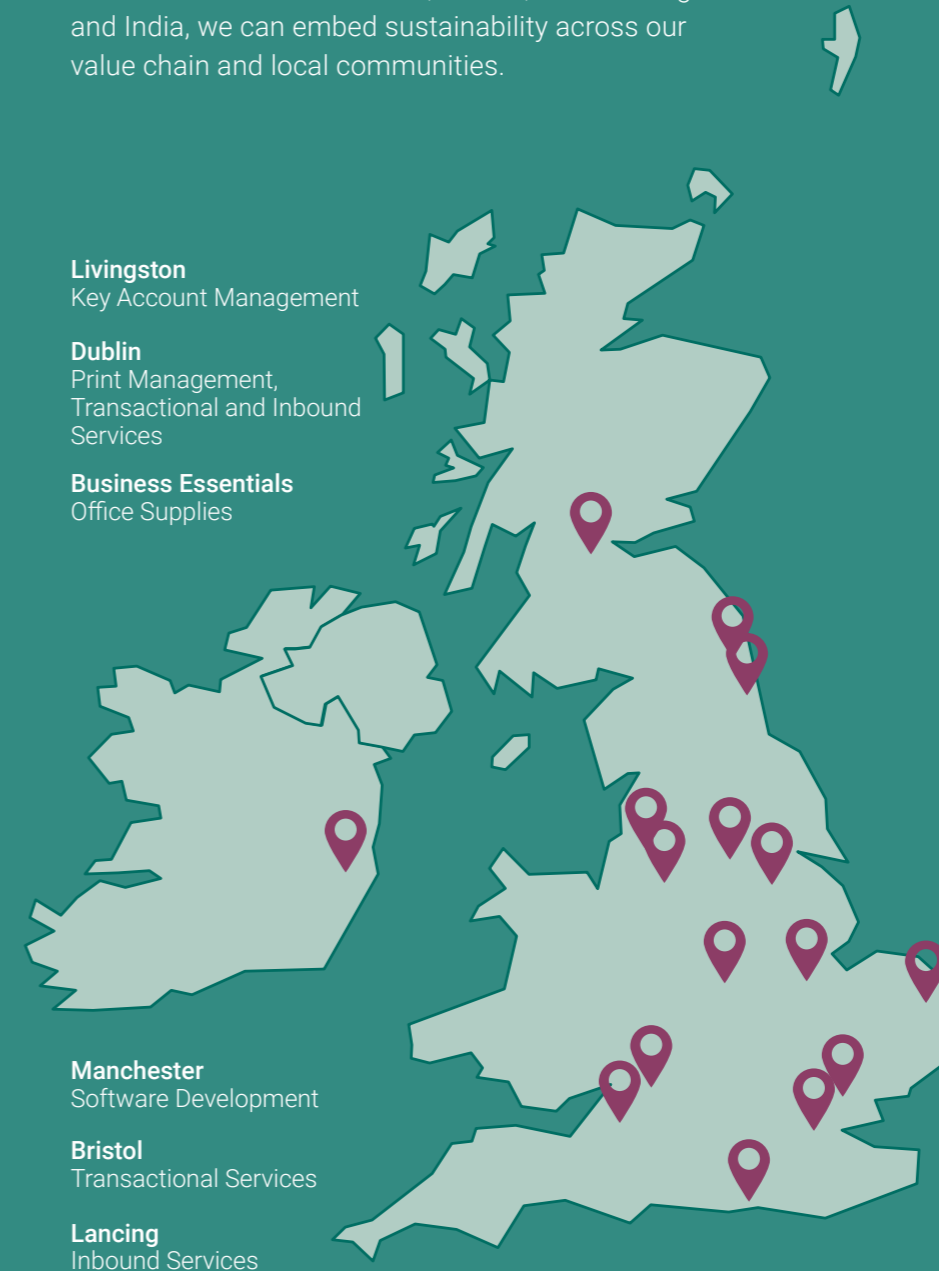 and India, we can embed sustainability across our
value chain and local communities.
Livingston
Key Account Management
Dublin
Print Management,
Transactional and Inbound
Services
Business Essentials
Office Supplies
Manchester
Software Development
Bristol
Transactional Services
Lancing
Inbound Services